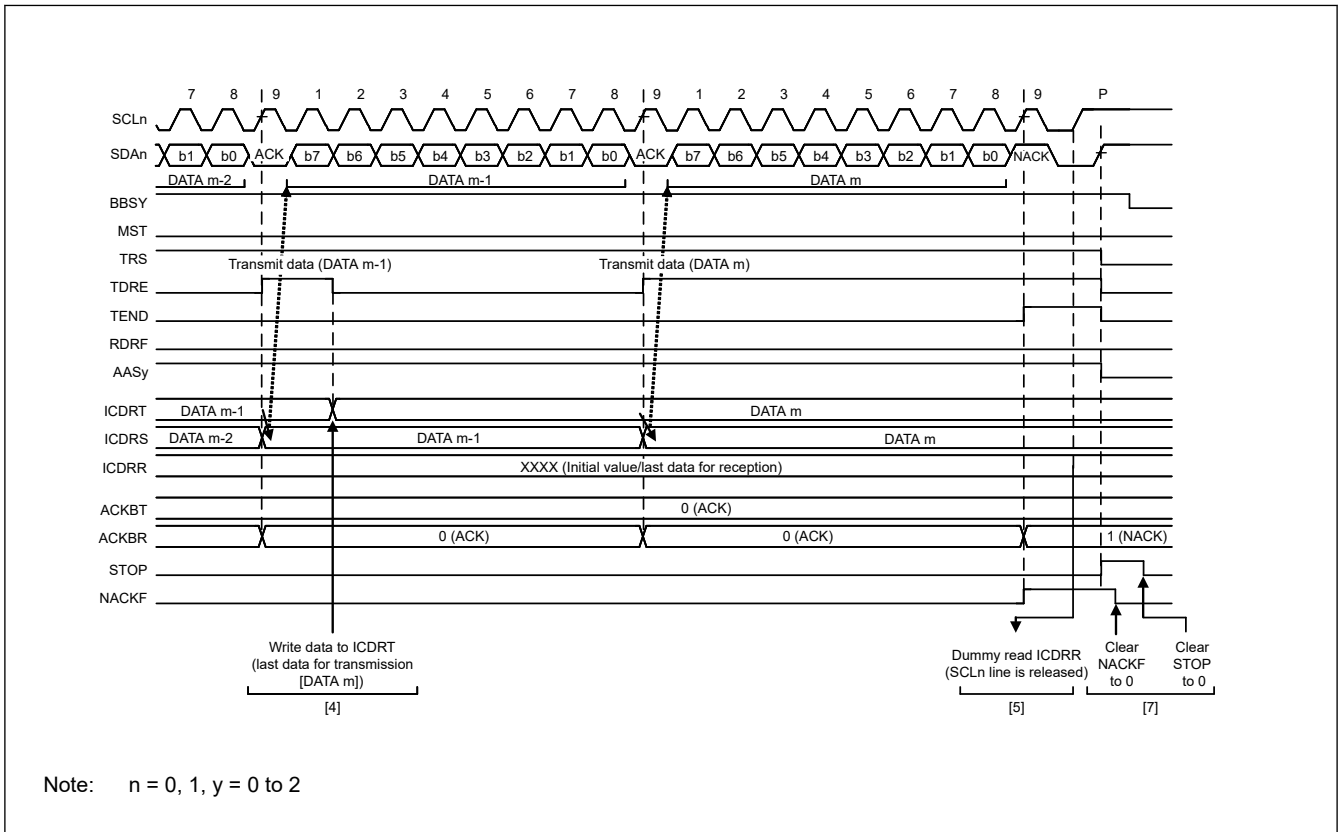 7 8 9 1 2 3 4 5 6 7 8 9 1 2 3 4 5 6 7 8 9 P
SCLn
SDAn b1 b0 ACK b7 b6 b5 b4 b3 b2 b1 b0 ACK b7 b6 b5 b4 b3 b2 b1 b0 NACK
DATA m-2 DATA m-1 DATA m
BBSY
MST
TRS
Transmit data (DATA m-1) Transmit data (DATA m)
TDRE
TEND
RDRF
AASy
ICDRT DATA m-1 DATA m
ICDRS DATA m-2 DATA m-1 DATA m
ICDRR XXXX (Initial value/last data for reception)
ACKBT 0 (ACK)
ACKBR 0 (ACK) 0 (ACK) 1 (NACK)
STOP
NACKF
Write data to ICDRT
(last data for transmission
[DATA m])
[4]
Dummy read ICDRR
(SCLn line is released)
[5]
Clear
NACKF
to 0
Clear
STOP
to 0
[7]
Note: n = 0, 1, y = 0 to 2